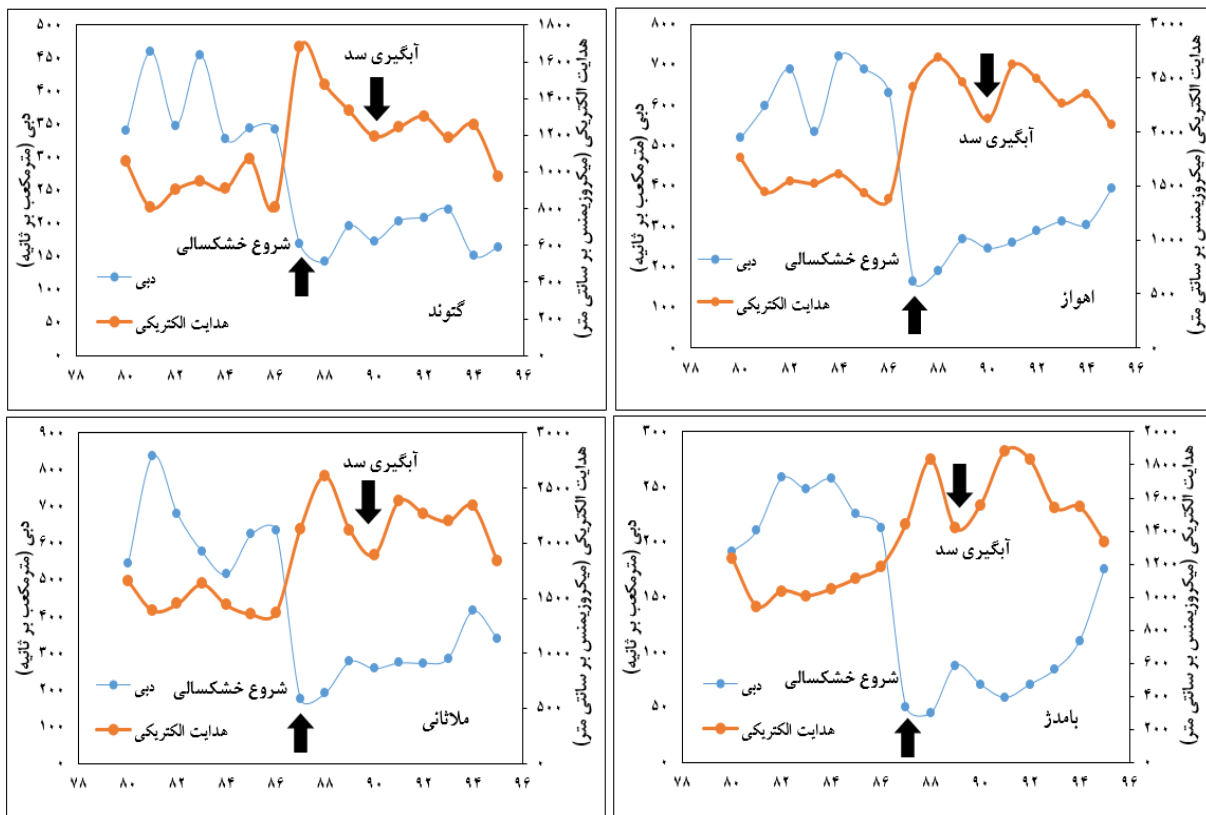 دبی (مترمکعب بر ثانیه)
۵۰۰
۴۵۰
۴۰۰
۳۵۰
۳۰۰
۲۵۰
۲۰۰
۱۵۰
۱۰۰
۵۰
۰
۱۸۰۰
۱۶۰۰
۱۴۰۰
۱۲۰۰
۱۰۰۰
۸۰۰
۶۰۰
۴۰۰
۲۰۰
۰
هدایت الکتریکی (میکروزیمنس بر سانتی متر)
آبگیری سد
شروع خشکسالی
دبی
هدایت الکتریکی
گتوند
۷۸ ۸۰ ۸۲ ۸۴ ۸۶ ۸۸ ۹۰ ۹۲ ۹۴ ۹۶
دبی (مترمکعب بر ثانیه)
۸۰۰
۷۰۰
۶۰۰
۵۰۰
۴۰۰
۳۰۰
۲۰۰
۱۰۰
۰
۳۰۰۰
۲۵۰۰
۲۰۰۰
۱۵۰۰
۱۰۰۰
۵۰۰
۰
هدایت الکتریکی (میکروزیمنس بر سانتی متر)
آبگیری سد
شروع خشکسالی
دبی
هدایت الکتریکی
اهواز
۷۸ ۸۰ ۸۲ ۸۴ ۸۶ ۸۸ ۹۰ ۹۲ ۹۴ ۹۶
دبی (مترمکعب بر ثانیه)
۹۰۰
۸۰۰
۷۰۰
۶۰۰
۵۰۰
۴۰۰
۳۰۰
۲۰۰
۱۰۰
۰
۳۰۰۰
۲۵۰۰
۲۰۰۰
۱۵۰۰
۱۰۰۰
۵۰۰
۰
هدایت الکتریکی (میکروزیمنس بر سانتی متر)
آبگیری سد
شروع خشکسالی
دبی
هدایت الکتریکی
ملاثانی
۷۸ ۸۰ ۸۲ ۸۴ ۸۶ ۸۸ ۹۰ ۹۲ ۹۴ ۹۶
دبی (مترمکعب بر ثانیه)
۳۰۰
۲۵۰
۲۰۰
۱۵۰
۱۰۰
۵۰
۰
۲۰۰۰
۱۸۰۰
۱۶۰۰
۱۴۰۰
۱۲۰۰
۱۰۰۰
۸۰۰
۶۰۰
۴۰۰
۲۰۰
۰
هدایت الکتریکی (میکروزیمنس بر سانتی متر)
آبگیری سد
شروع خشکسالی
دبی
هدایت الکتریکی
بامدژ
۷۸ ۸۰ ۸۲ ۸۴ ۸۶ ۸۸ ۹۰ ۹۲ ۹۴ ۹۶